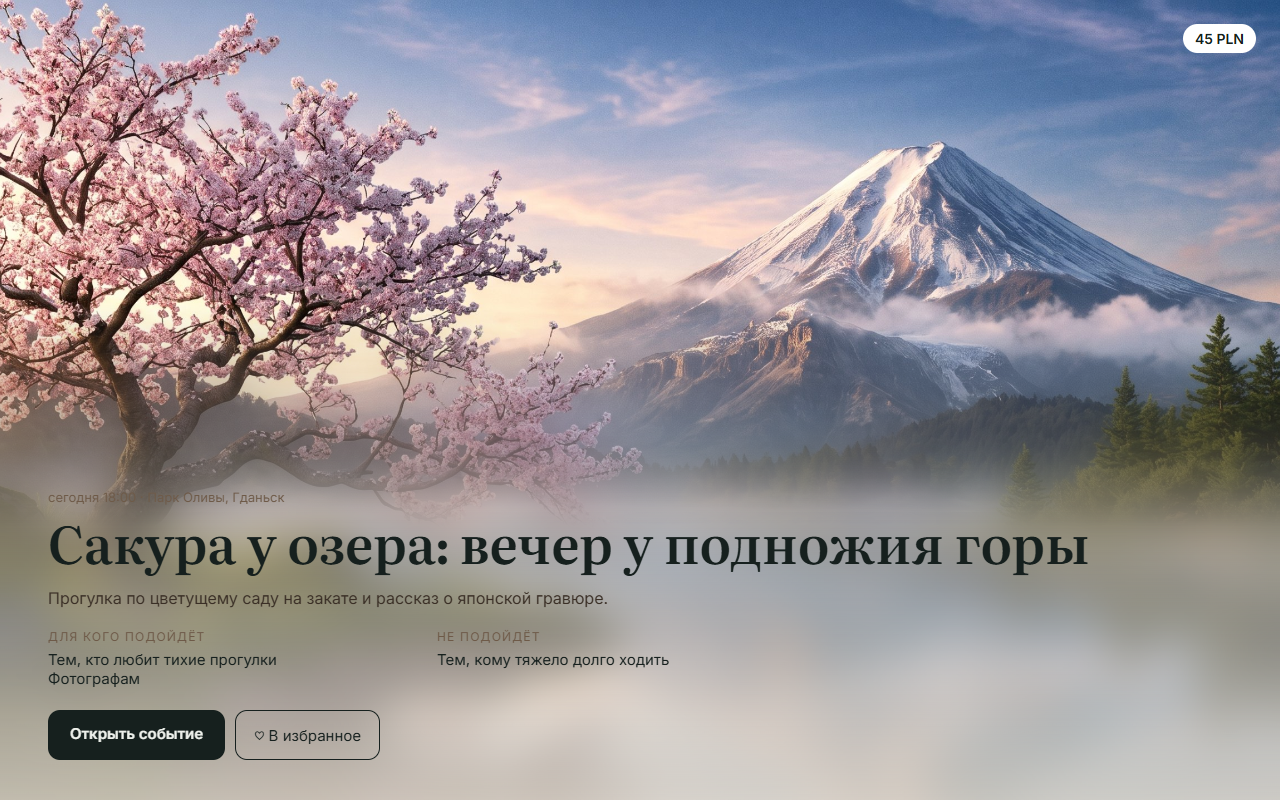 45 PLN
сегодня 18:00 · Парк Оливы, Гданьск
Сакура у озера: вечер у подножия горы
Прогулка по цветущему саду на закате и рассказ о японской гравюре.
ДЛЯ КОГО ПОДОЙДЁТ
Тем, кто любит тихие прогулки
Фотографам
НЕ ПОДОЙДЁТ
Тем, кому тяжело долго ходить
Открыть событие
♡ В избранное